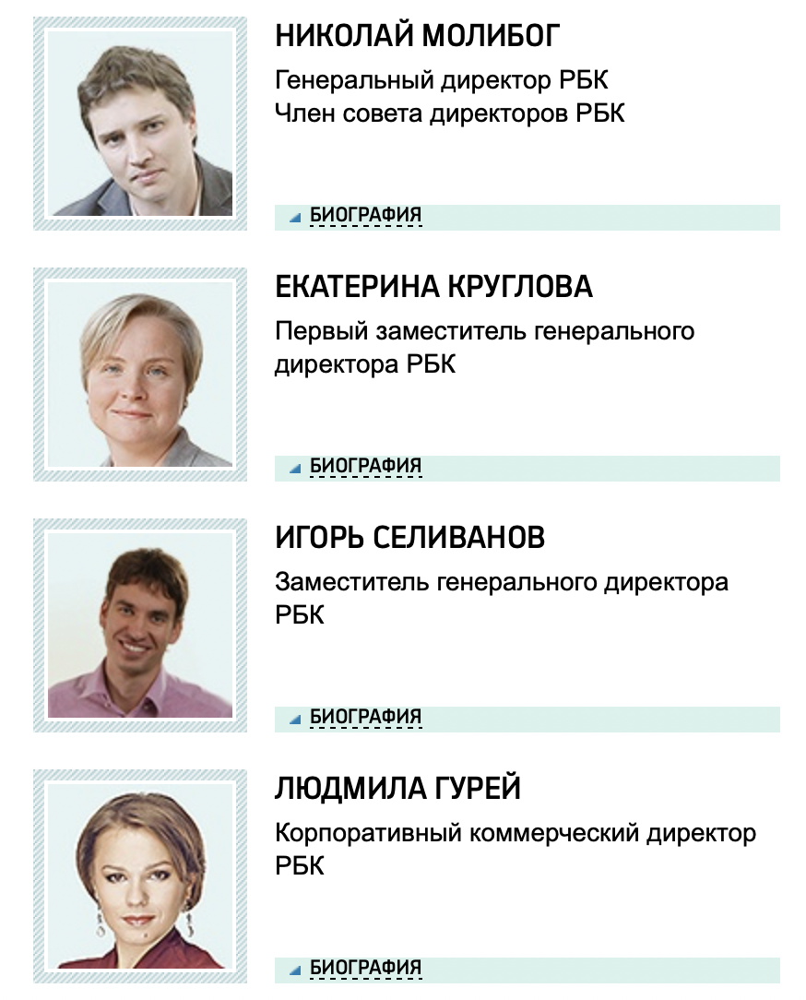 НИКОЛАЙ МОЛИБОГ
Генеральный директор РБК
Член совета директоров РБК
БИОГРАФИЯ
ЕКАТЕРИНА КРУГЛОВА
Первый заместитель генерального
директора РБК
БИОГРАФИЯ
ИГОРЬ СЕЛИВАНОВ
Заместитель генерального директора
РБК
БИОГРАФИЯ
ЛЮДМИЛА ГУРЕЙ
Корпоративный коммерческий директор
РБК
БИОГРАФИЯ